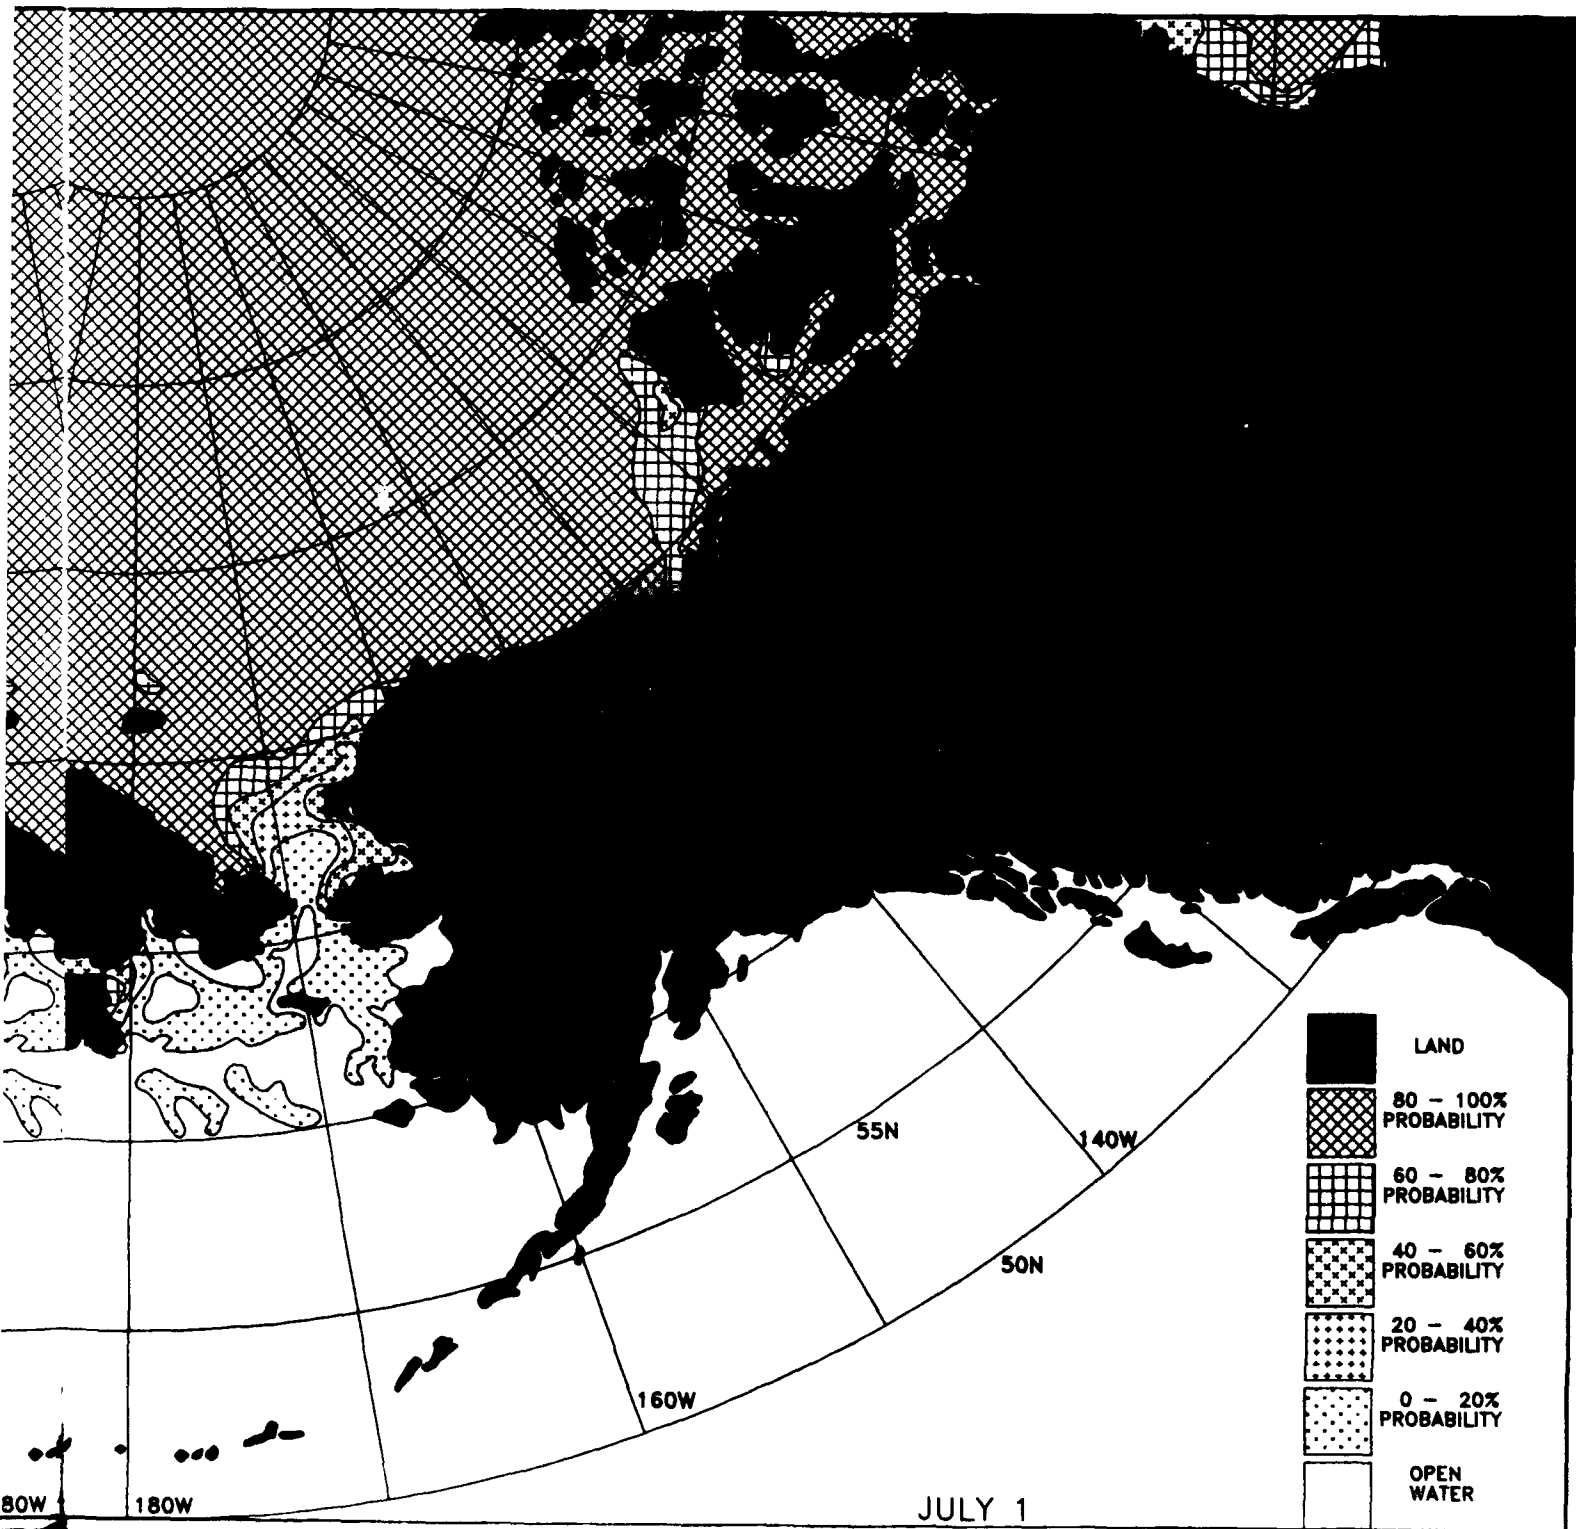 LAND
80 - 100%
PROBABILITY
60 - 80%
PROBABILITY
55N
140W
40 - 60%
PROBABILITY
50N
20 - 40%
PROBABILITY
160W
0 - 20%
PROBABILITY
OPEN
WATER
80W
180W
JULY 1